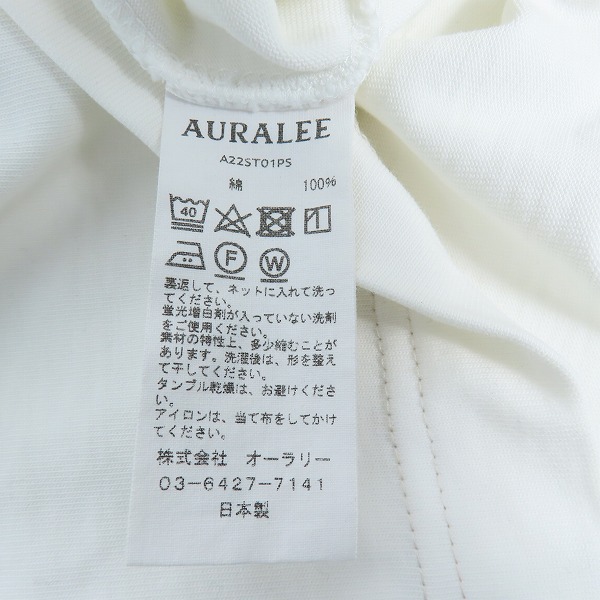 AURALEE
A22ST01PS
綿 100%
40
F W
裏返して、ネットに入れて洗っ
てください。
蛍光増白剤が入っていない洗剤
をご使用ください。
素材の特性上、多少縮むことが
あります。洗濯後は、形を整え
て干してください。
タンブル乾燥は、お避けくださ
い。
アイロンは、当て布をしてかけ
てください。
株式会社 オーラリー
03-6427-7141
日本製